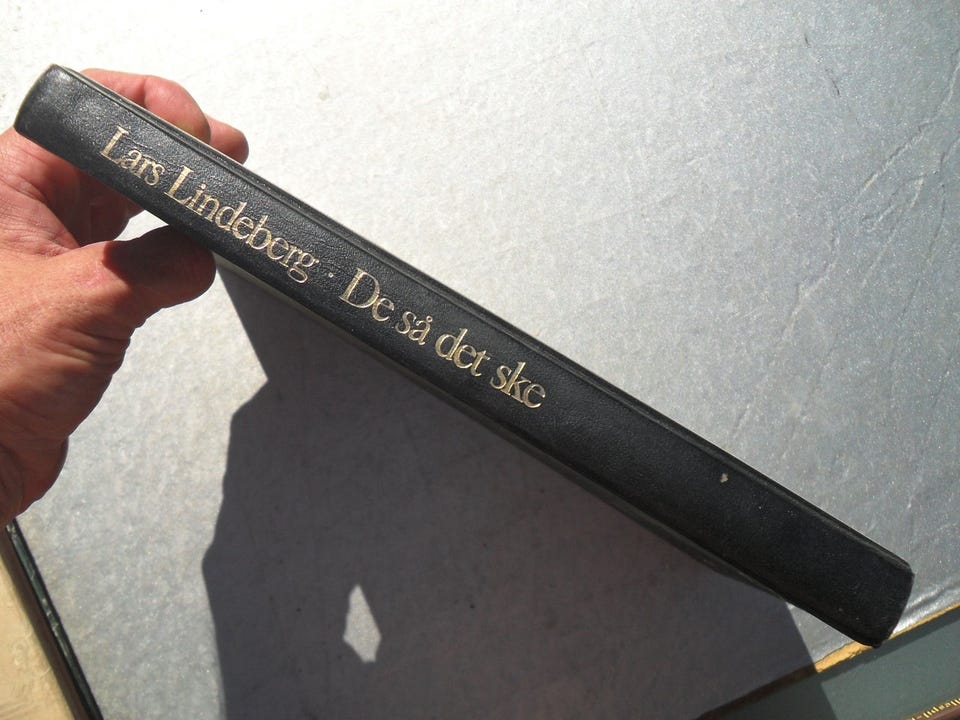 Lars Lindeberg · De så det ske